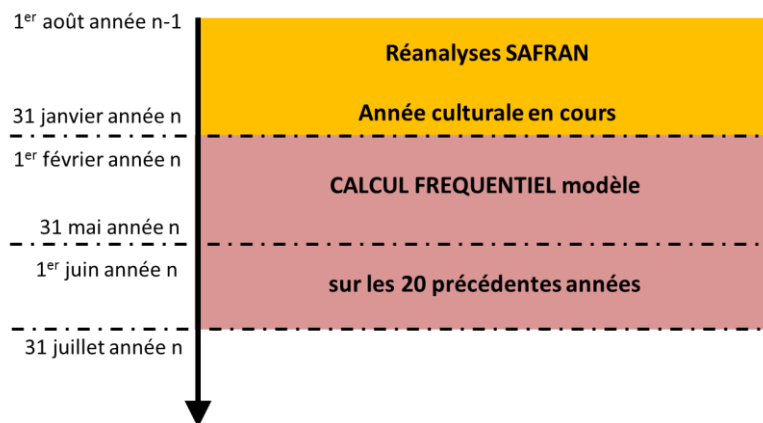 1er août année n-1
Réanalyses SAFRAN
31 janvier année n
Année culturale en cours
1er février année n
CALCUL FREQUENTIEL modèle
31 mai année n
1er juin année n
sur les 20 précédentes années
31 juillet année n